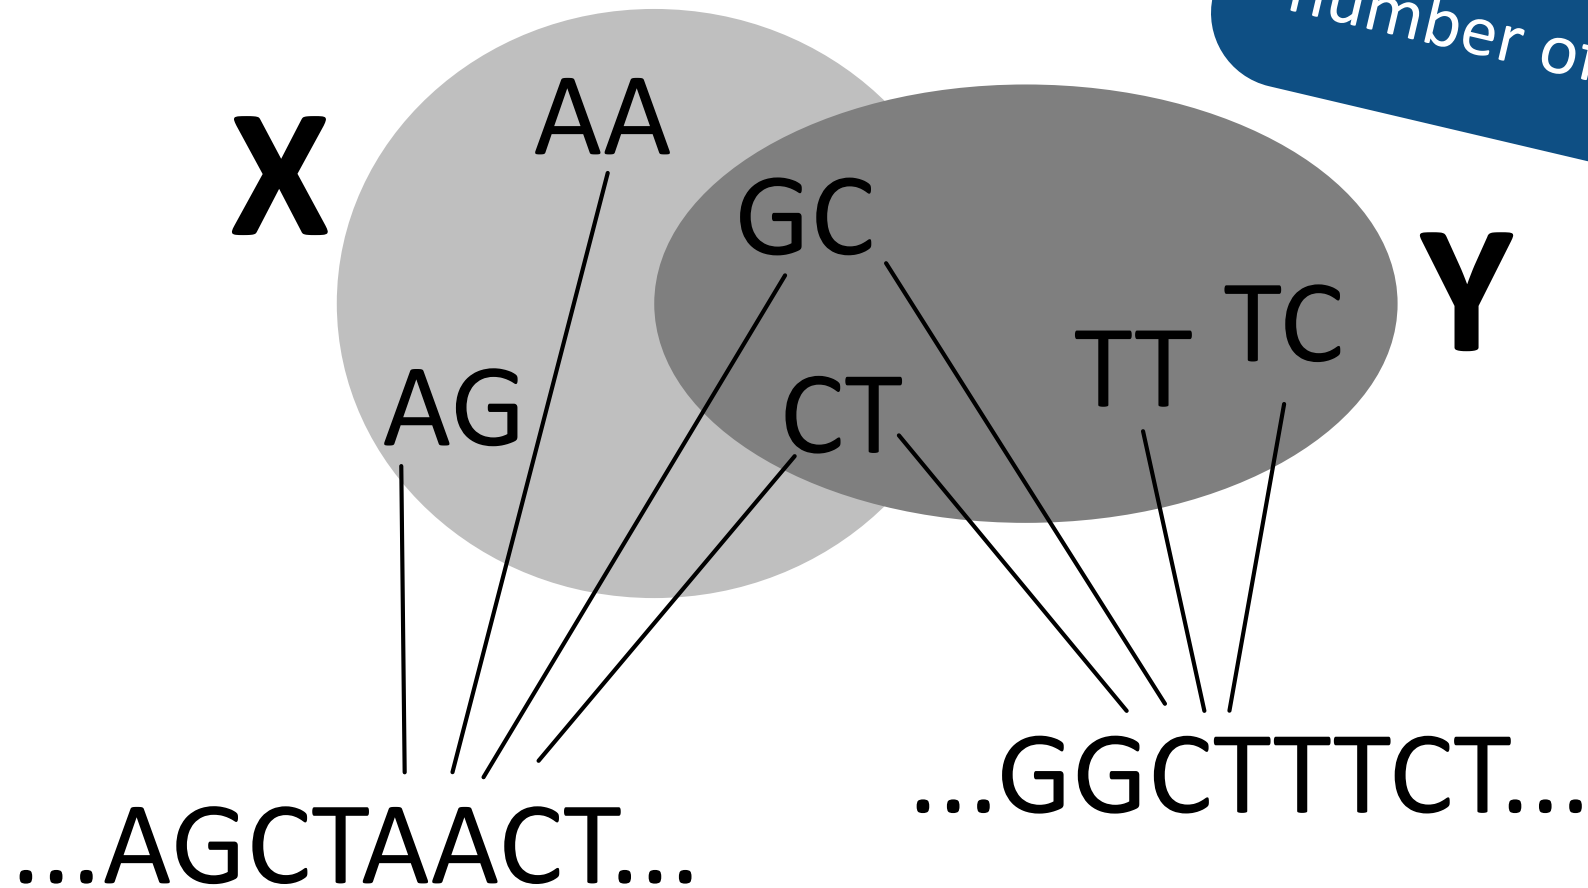 number of
X
AA
GC
Y
TC
TT
AG
CT
...GGCTTTCT...
...AGCTAACT...